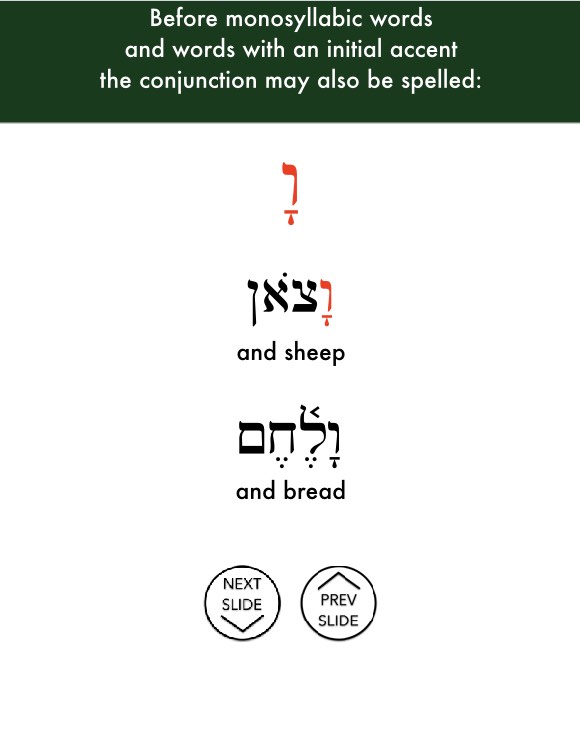 Before monosyllabic words
and words with an initial accent
the conjunction may also be spelled:
וָ
וָצֹאן
and sheep
וָלֶ֫חֶם
and bread
NEXT
SLIDE
PREV
SLIDE